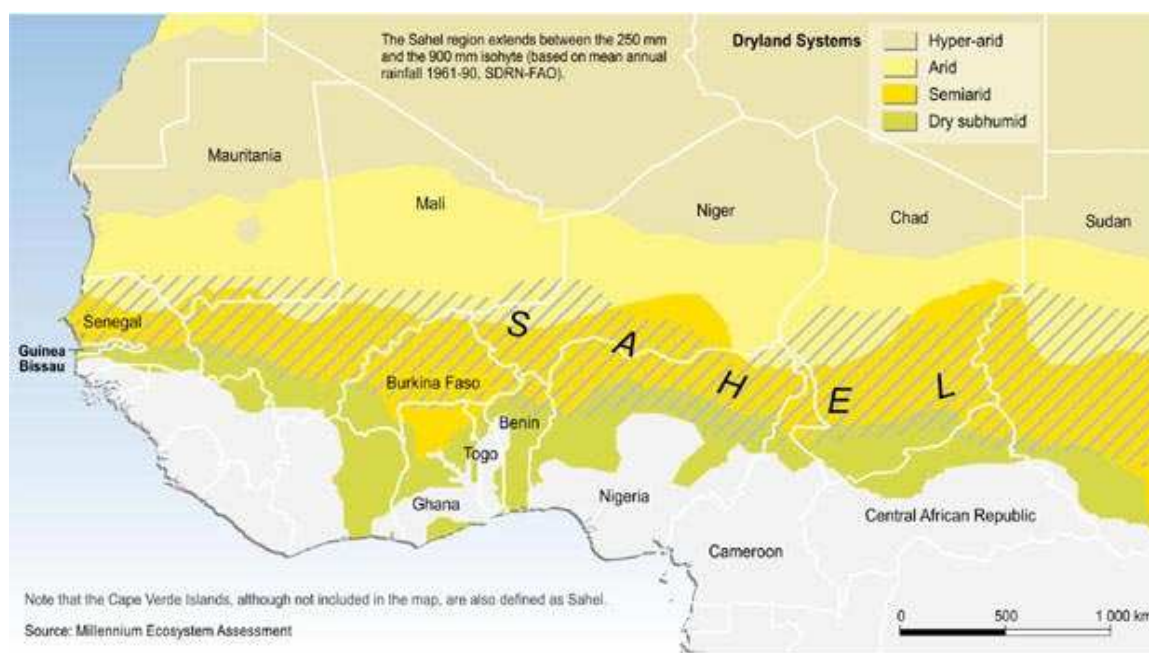 The Sahel region extends between the 250 mm
and the 900 mm isohyte (based on mean annual
rainfall 1961-90, SDRN-FAO).
Dryland Systems
Hyper-arid
Arid
Semiarid
Dry subhumid
Mauritania
Mali
Niger
Chad
Sudan
Senegal
Guinea
Bissau
SAHEL
Burkina Faso
Benin
Togo
Ghana
Nigeria
Cameroon
Central African Republic
Note that the Cape Verde Islands, although not included in the map, are also defined as Sahel.
Source: Millennium Ecosystem Assessment
0 500 1 000 km